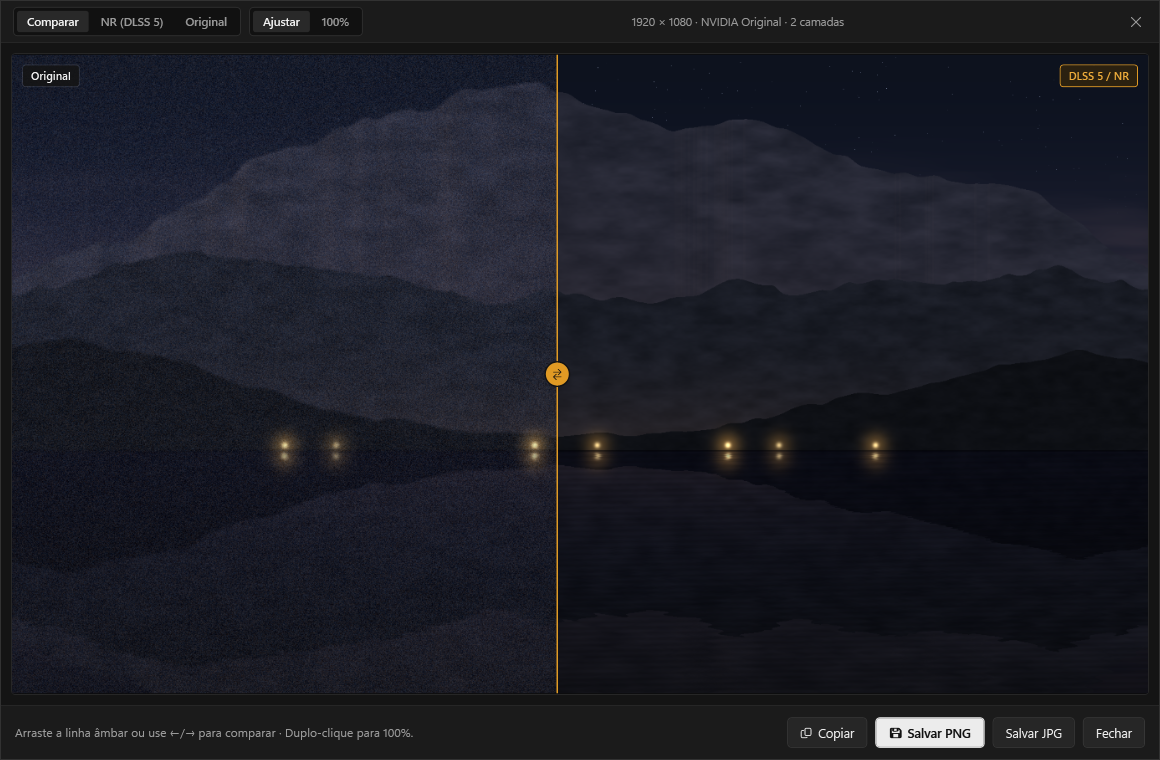 Comparar NR (DLSS 5) Original Ajustar 100% 1920 × 1080 · NVIDIA Original · 2 camadas
Original DLSS 5 / NR
Arraste a linha âmbar ou use ←/→ para comparar · Duplo-clique para 100%. Copiar Salvar PNG Salvar JPG Fechar